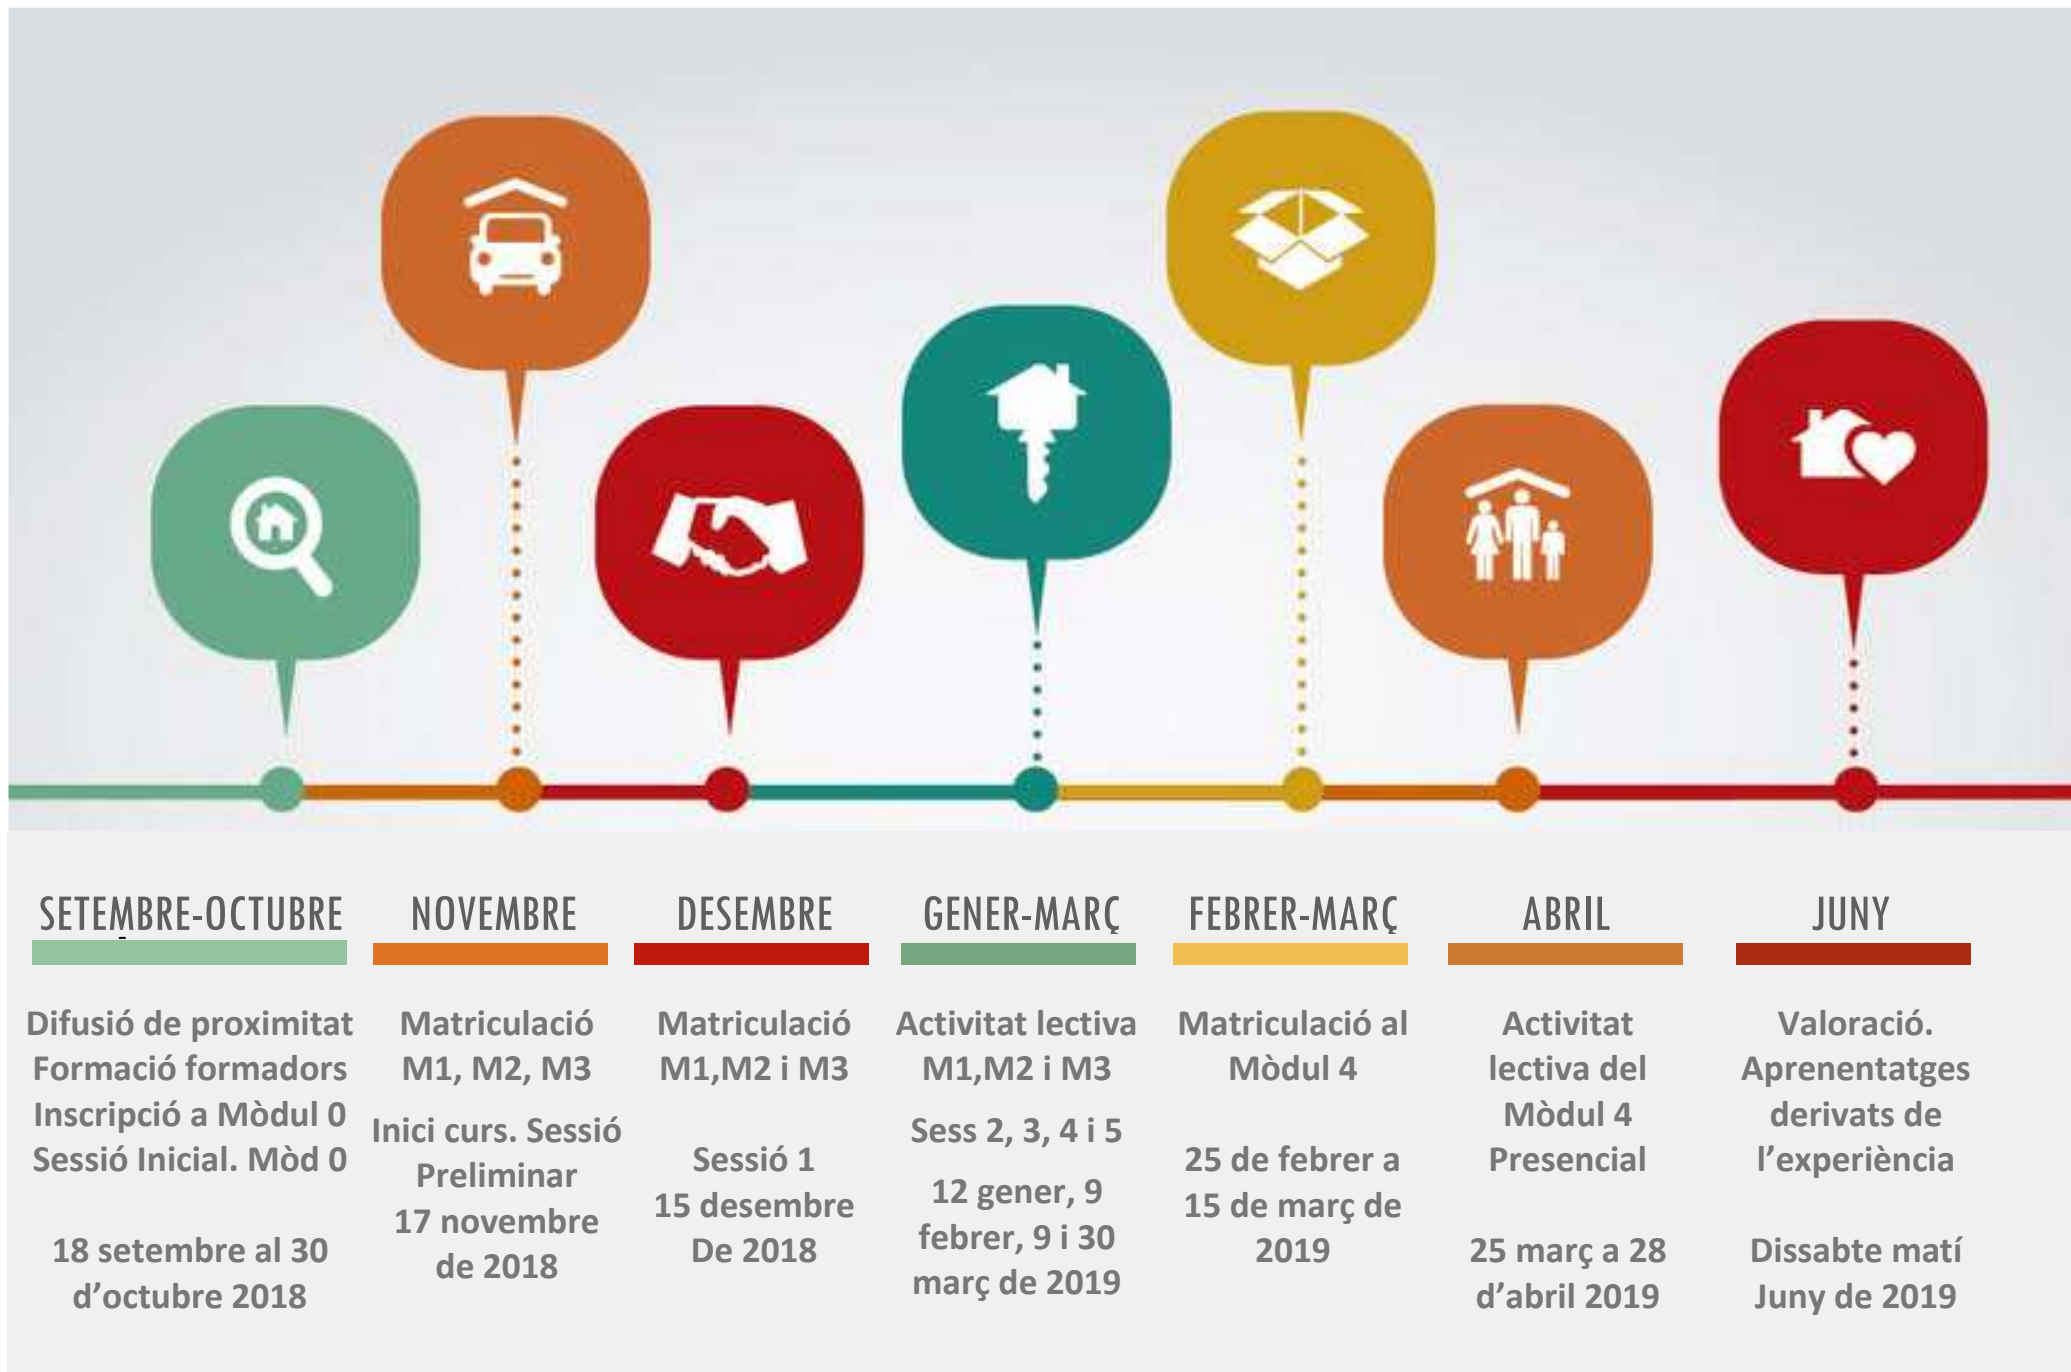 SETEMBRE-OCTUBRE
Difusió de proximitat
Formació formadors
Inscripció a Mòdul 0
Sessió Inicial. Mòd 0
18 setembre al 30
d’octubre 2018
NOVEMBRE
Matriculació
M1, M2, M3
Inici curs. Sessió
Preliminar
17 novembre
de 2018
DESEMBRE
Matriculació
M1,M2 i M3
Sessió 1
15 desembre
De 2018
GENER-MARÇ
Activitat lectiva
M1,M2 i M3
Sess 2, 3, 4 i 5
12 gener, 9
febrer, 9 i 30
març de 2019
FEBRER-MARÇ
Matriculació al
Mòdul 4
25 de febrer a
15 de març de
2019
ABRIL
Activitat
lectiva del
Mòdul 4
Presencial
25 març a 28
d’abril 2019
JUNY
Valoració.
Aprenentatges
derivats de
l’experiència
Dissabte matí
Juny de 2019